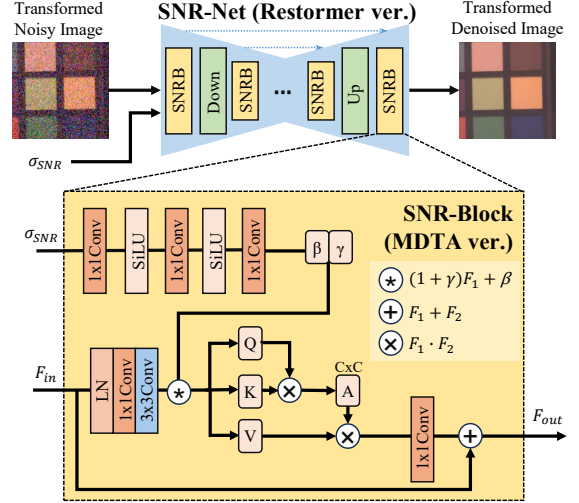 SNR-Net (Restormer ver.)
Transformed
Noisy Image
Transformed
Denoised Image
SNRB
Down
SNRB
...
SNRB
Up
SNRB
σ_SNR
SNR-Block
(MDTA ver.)
σ_SNR
1x1Conv
SiLU
1x1Conv
SiLU
1x1Conv
β γ
* (1 + γ)F₁ + β
+ F₁ + F₂
× F₁ · F₂
F_in
LN
1x1Conv
3x3Conv
*
Q
K
V
×
CxC
A
×
1x1Conv
+
F_out